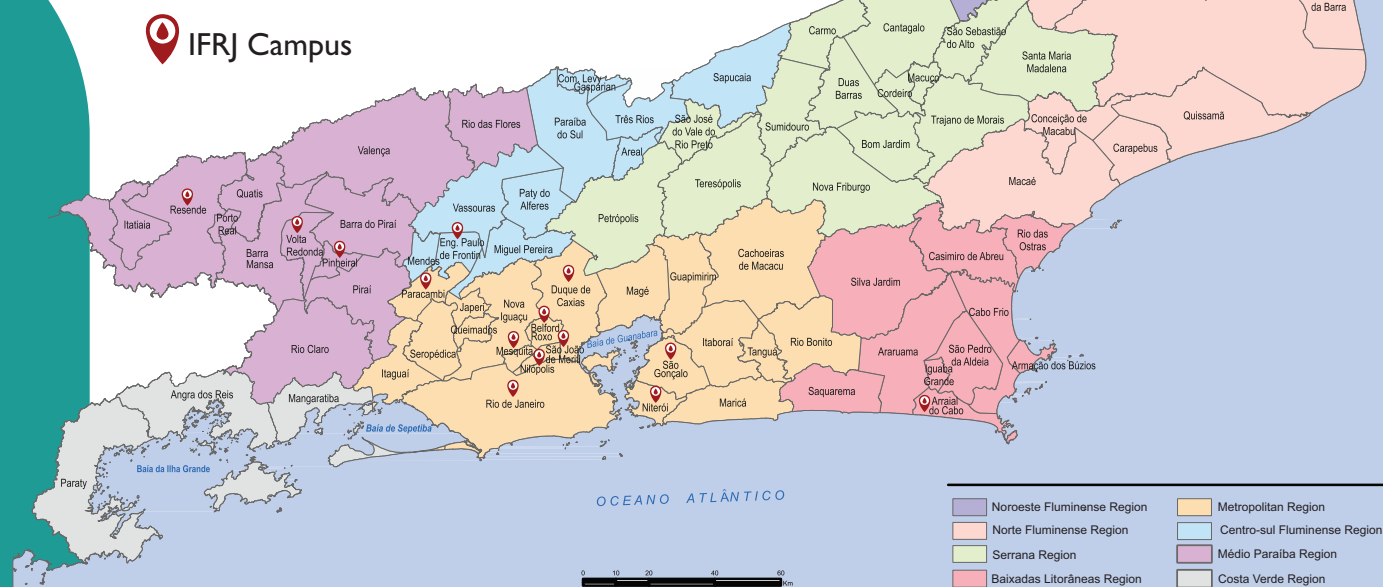 IFRJ Campus
da Barra
Carmo
Cantagalo
São Sebastião
do Alto
Santa Maria
Madalena
Com. Levy
Gasparian
Sapucaia
Duas
Barras
Macuco
Cordeiro
Rio das Flores
Paraíba
do Sul
Três Rios
São José
do Vale do
Rio Preto
Sumidouro
Trajano de Morais
Conceição de
Macabu
Quissamã
Valença
Areal
Bom Jardim
Carapebus
Teresópolis
Nova Friburgo
Macaé
Resende
Quatis
Itatiaia
Porto
Real
Vassouras
Paty do
Alferes
Petrópolis
Barra do Piraí
Volta
Redonda
Pinheiral
Barra
Mansa
Eng. Paulo
de Frontin
Miguel Pereira
Mendes
Rio das
Ostras
Casimiro de Abreu
Cachoeiras
de Macacu
Guapimirim
Silva Jardim
Piraí
Paracambi
Duque de
Caxias
Magé
Nova
Iguaçu
Japeri
Queimados
Belford
Roxo
Cabo Frio
Baia de Guanabara
Itaboraí
Tanguá
Rio Bonito
Rio Claro
Seropédica
Mesquita
São João
de Meriti
Nilópolis
São
Gonçalo
Araruama
São Pedro
da Aldeia
Iguaba
Grande
Armação dos Búzios
Itaguaí
Angra dos Reis
Mangaratiba
Rio de Janeiro
Niterói
Maricá
Saquarema
Arraial
do Cabo
Baia de Sepetiba
Baia da Ilha Grande
Paraty
OCEANO ATLÂNTICO
Noroeste Fluminense Region
Norte Fluminense Region
Serrana Region
Baixadas Litorâneas Region
Metropolitan Region
Centro-sul Fluminense Region
Médio Paraíba Region
Costa Verde Region
0 10 20 40 60
Km